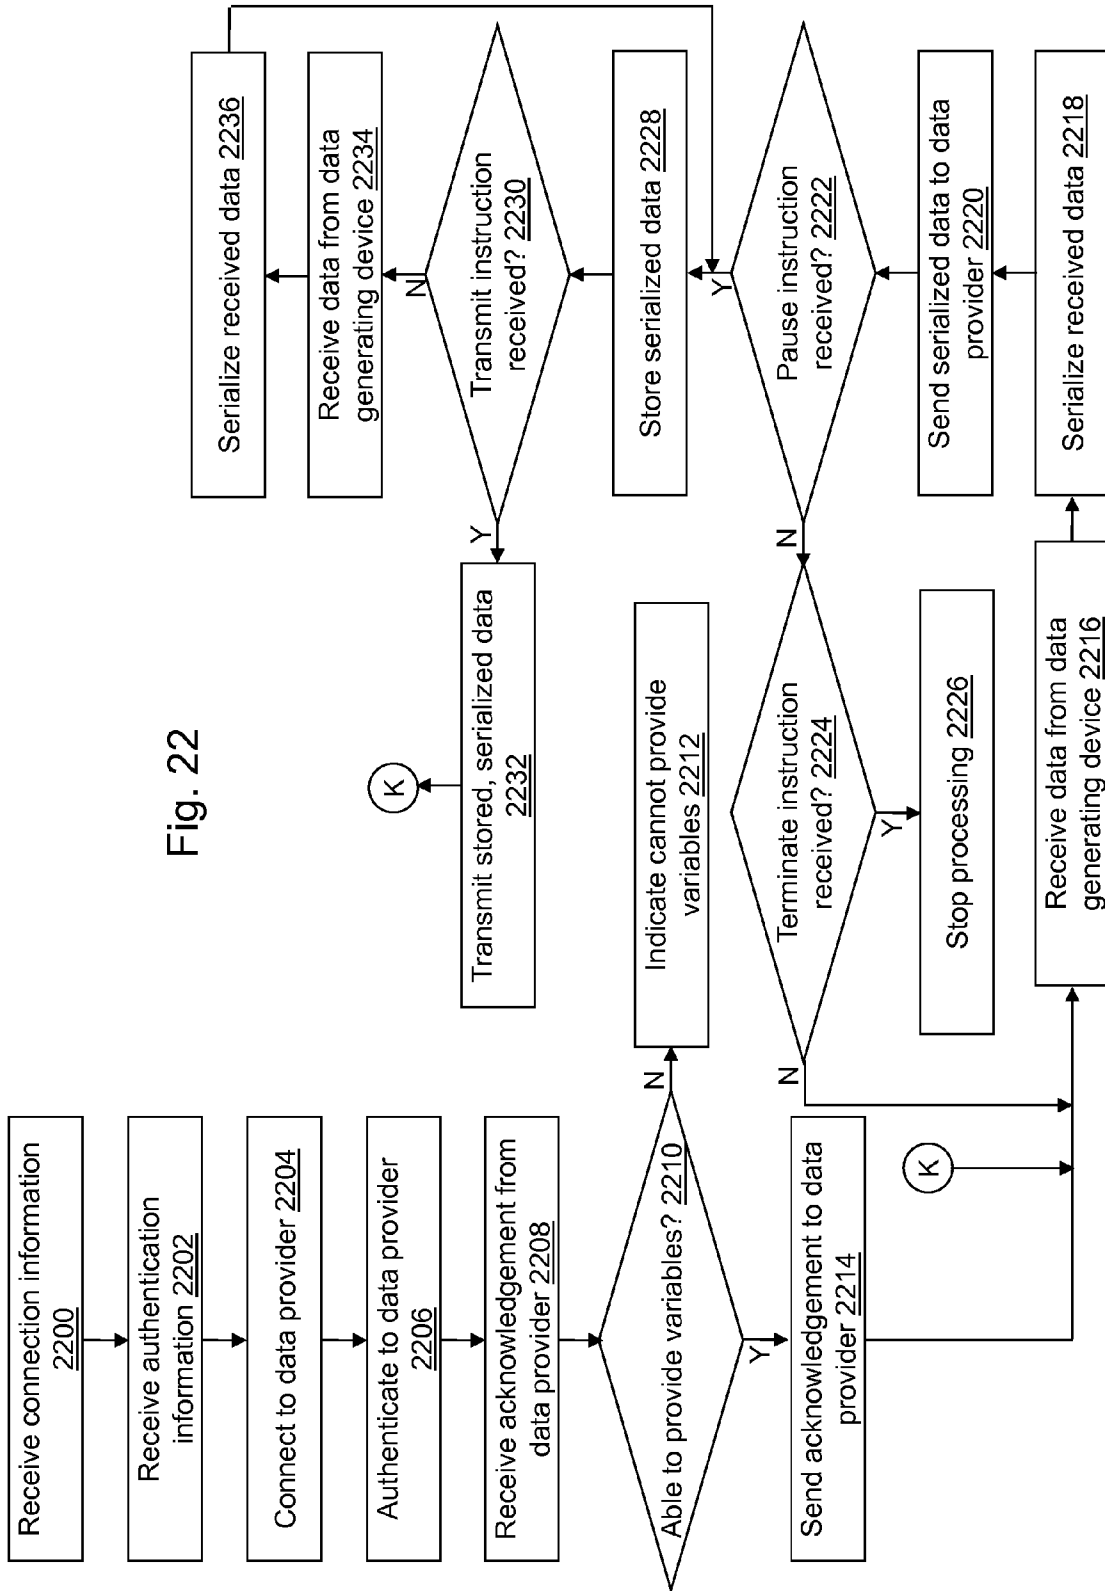 Fig. 22
Receive connection information
2200
Receive authentication
information 2202
Connect to data provider 2204
Authenticate to data provider
2206
Receive acknowledgement from
data provider 2208
Able to provide variables? 2210
N
Y
Indicate cannot provide
variables 2212
Send acknowledgement to data
provider 2214
K
Receive data from data
generating device 2216
Serialize received data 2218
Send serialized data to data
provider 2220
Pause instruction
received? 2222
N
Y
Terminate instruction
received? 2224
N
Y
Stop processing 2226
Store serialized data 2228
Transmit instruction
received? 2230
Y
N
Transmit stored, serialized data
2232
K
Receive data from data
generating device 2234
Serialize received data 2236